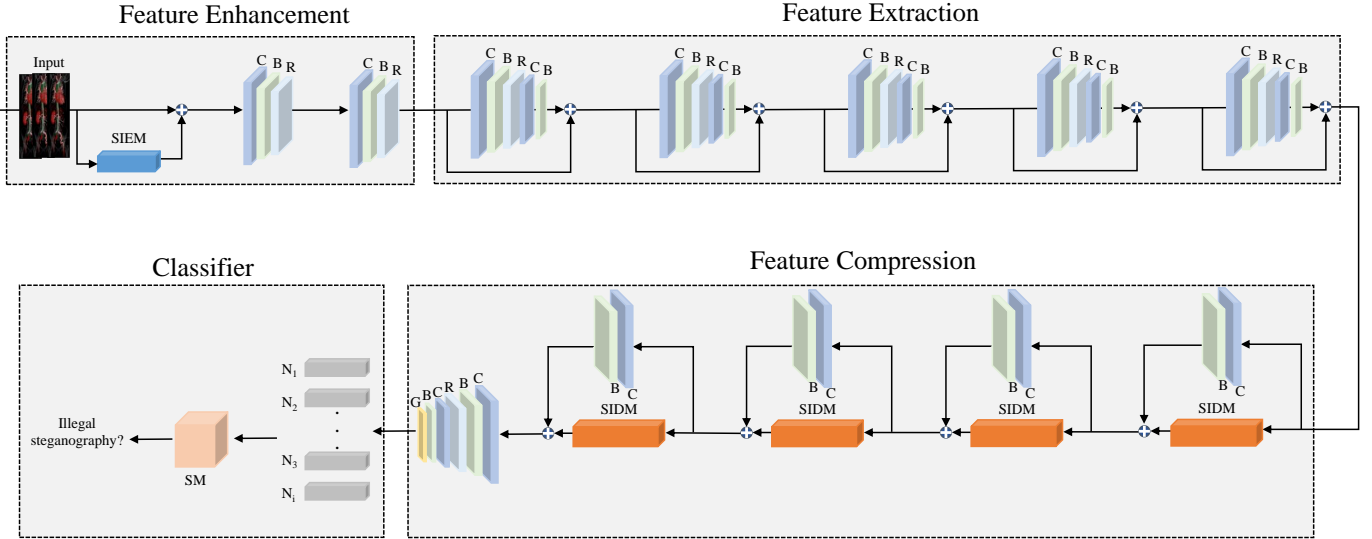 Feature Enhancement
Feature Extraction
Input
SIEM
C B R
C B R
C B R C B
C B R C B
C B R C B
C B R C B
C B R C B
Classifier
Feature Compression
N1
N2
N3
Ni
SM
Illegal
steganography?
G B C R B C
B C
SIDM
B C
SIDM
B C
SIDM
B C
SIDM